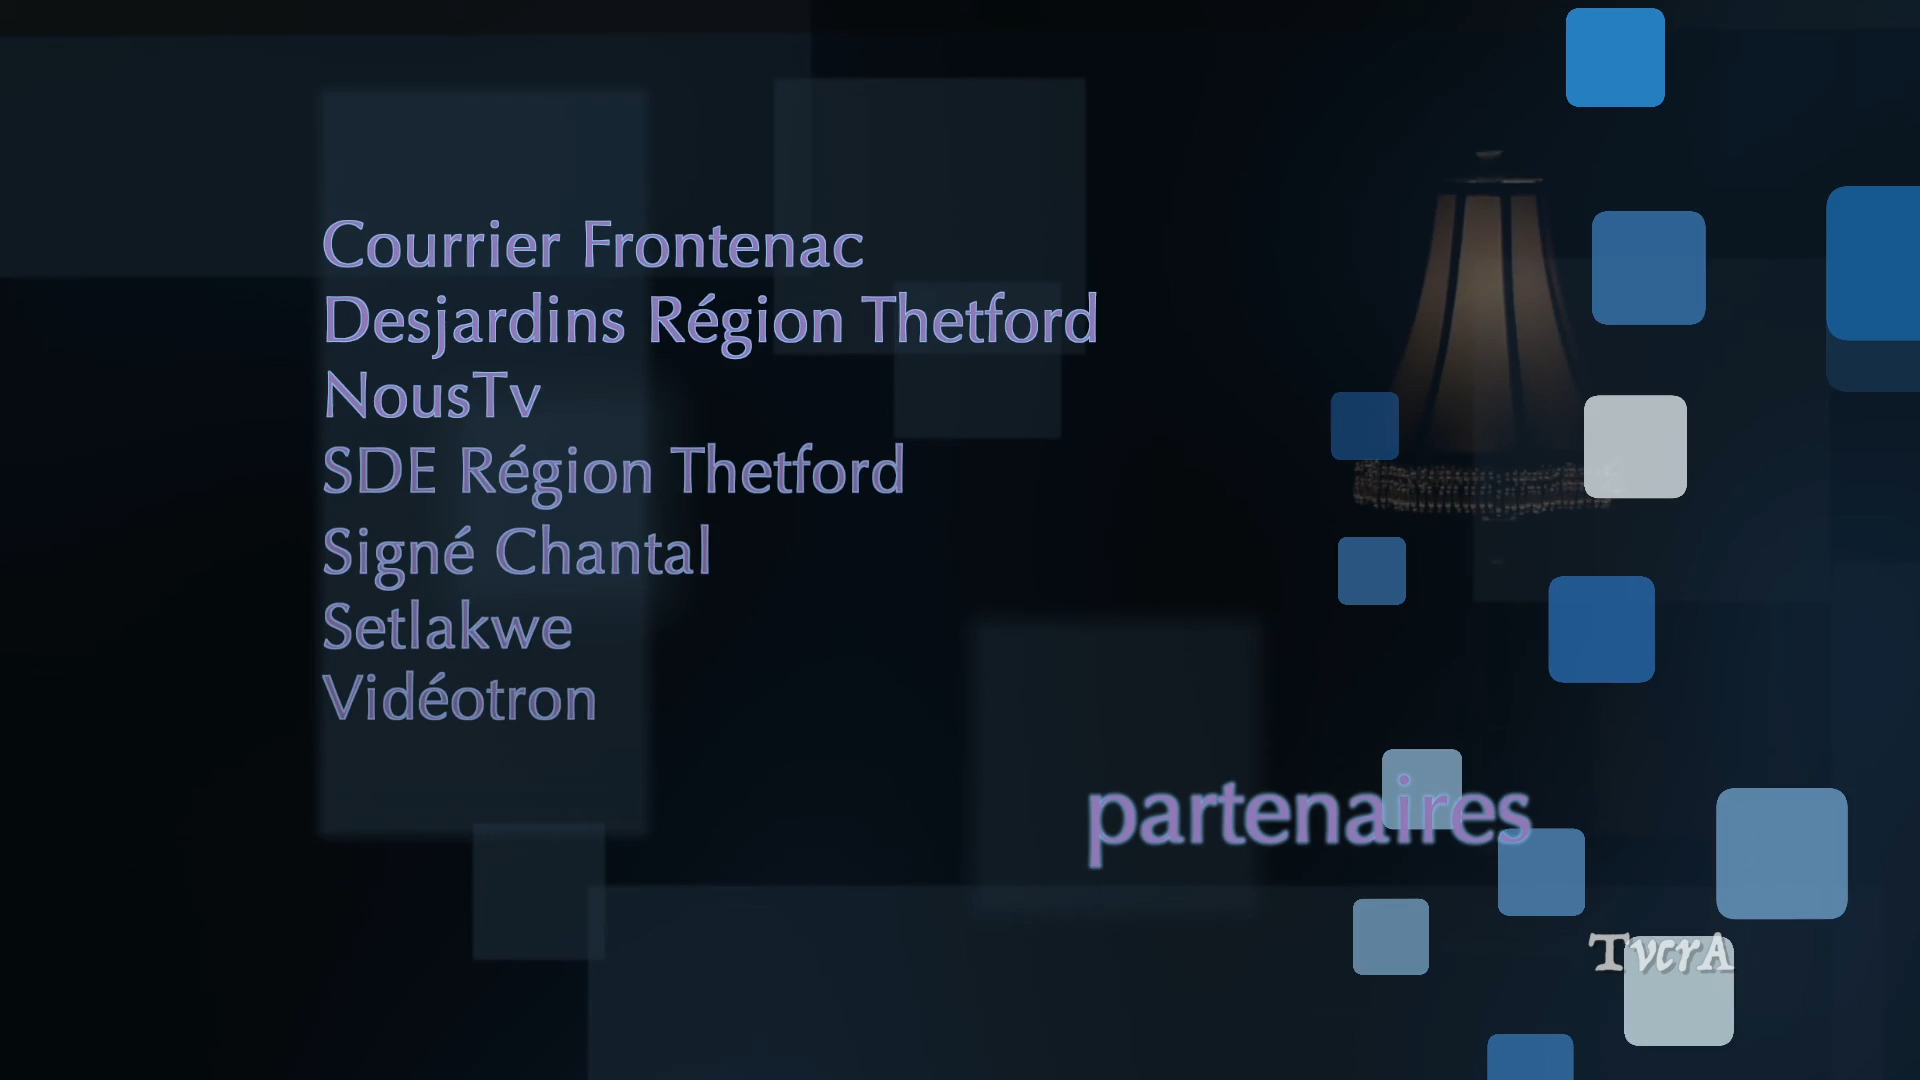 Courrier Frontenac
Desjardins Région Thetford
NousTv
SDE Région Thetford
Signé Chantal
Setlakwe
Vidéotron
partenaires
TvcrA